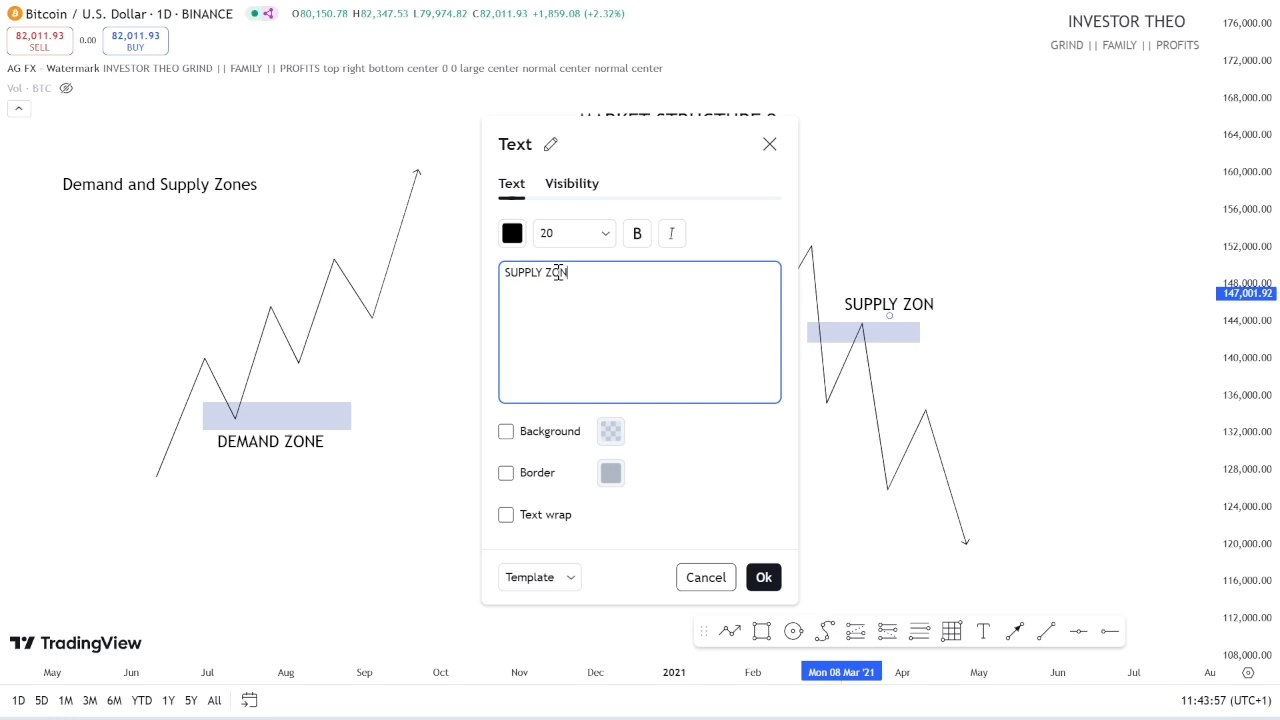 Bitcoin / U.S. Dollar · 1D · BINANCE O80,150.78 H82,347.53 L79,974.82 C82,011.93 +1,859.08 (+2.32%)
82,011.93 SELL 0.00 82,011.93 BUY
INVESTOR THEO
GRIND || FAMILY || PROFITS
AG FX - Watermark INVESTOR THEO GRIND || FAMILY || PROFITS top right bottom center 0 0 large center normal center normal center
Vol · BTC
Demand and Supply Zones
DEMAND ZONE
SUPPLY ZON
Text
Text Visibility
20 B I
SUPPLY ZON
Background
Border
Text wrap
Template Cancel Ok
176,000.00
172,000.00
168,000.00
164,000.00
160,000.00
156,000.00
152,000.00
148,000.00
147,001.92
144,000.00
140,000.00
136,000.00
132,000.00
128,000.00
124,000.00
120,000.00
116,000.00
112,000.00
108,000.00
TradingView
May Jun Jul Aug Sep Oct Nov Dec 2021 Feb Mon 08 Mar '21 Apr May Jun Jul Au
1D 5D 1M 3M 6M YTD 1Y 5Y All 11:43:57 (UTC+1)